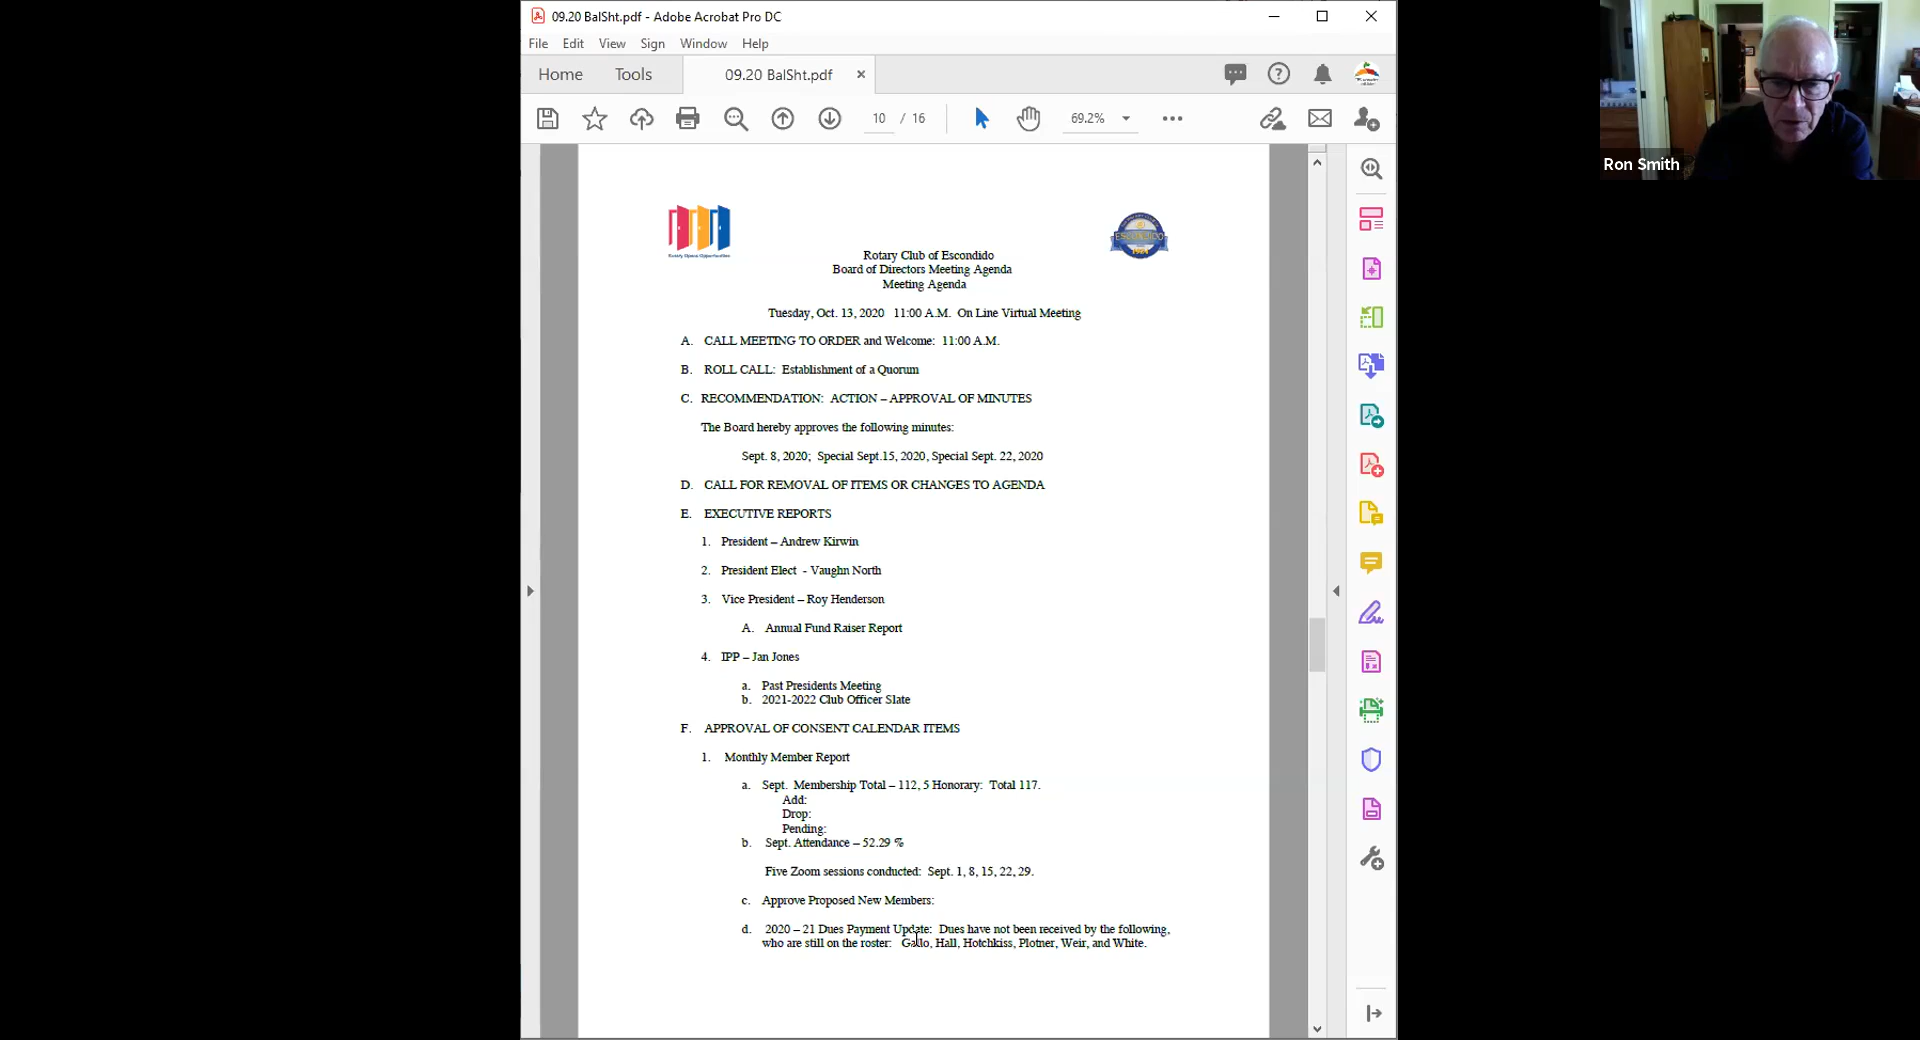 09.20 BalSht.pdf - Adobe Acrobat Pro DC
File Edit View Sign Window Help
Home Tools 09.20 BalSht.pdf
10 / 16 69.2%
Ron Smith
Rotary Opens Opportunities
ESCONDIDO
Rotary Club of Escondido
Board of Directors Meeting Agenda
Meeting Agenda
Tuesday, Oct. 13, 2020 11:00 A.M. On Line Virtual Meeting
A. CALL MEETING TO ORDER and Welcome: 11:00 A.M.
B. ROLL CALL: Establishment of a Quorum
C. RECOMMENDATION: ACTION – APPROVAL OF MINUTES
The Board hereby approves the following minutes:
Sept. 8, 2020; Special Sept.15, 2020, Special Sept. 22, 2020
D. CALL FOR REMOVAL OF ITEMS OR CHANGES TO AGENDA
E. EXECUTIVE REPORTS
1. President – Andrew Kirwin
2. President Elect - Vaughn North
3. Vice President – Roy Henderson
A. Annual Fund Raiser Report
4. IPP – Jan Jones
a. Past Presidents Meeting
b. 2021-2022 Club Officer Slate
F. APPROVAL OF CONSENT CALENDAR ITEMS
1. Monthly Member Report
a. Sept. Membership Total – 112, 5 Honorary: Total 117.
Add:
Drop:
Pending:
b. Sept. Attendance – 52.29 %
Five Zoom sessions conducted: Sept. 1, 8, 15, 22, 29.
c. Approve Proposed New Members:
d. 2020 – 21 Dues Payment Update: Dues have not been received by the following,
who are still on the roster: Gallo, Hall, Hotchkiss, Plotner, Weir, and White.